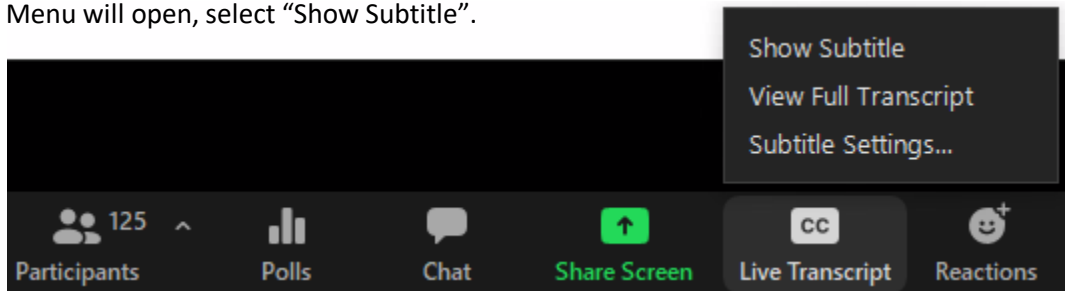 Menu will open, select “Show Subtitle”.
Show Subtitle
View Full Transcript
Subtitle Settings...
125
CC
Participants
Polls
Chat
Share Screen
Live Transcript
Reactions